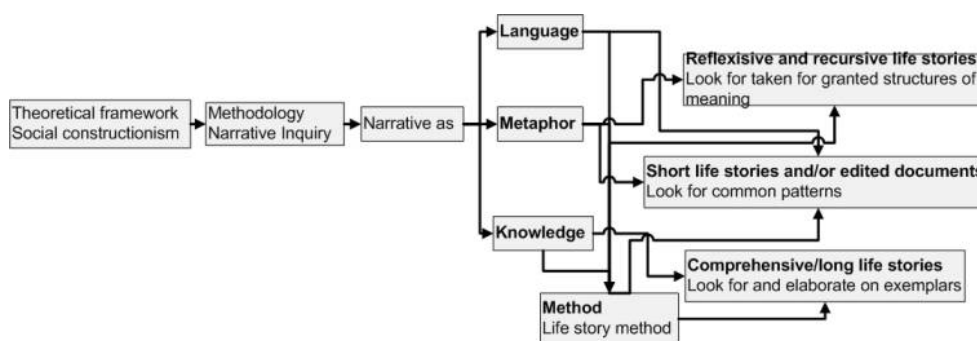 Theoretical framework
Social constructionism
Methodology
Narrative Inquiry
Narrative as
Language
Metaphor
Knowledge
Method
Life story method
Reflexisive and recursive life stories
Look for taken for granted structures of
meaning
Short life stories and/or edited documents
Look for common patterns
Comprehensive/long life stories
Look for and elaborate on exemplars